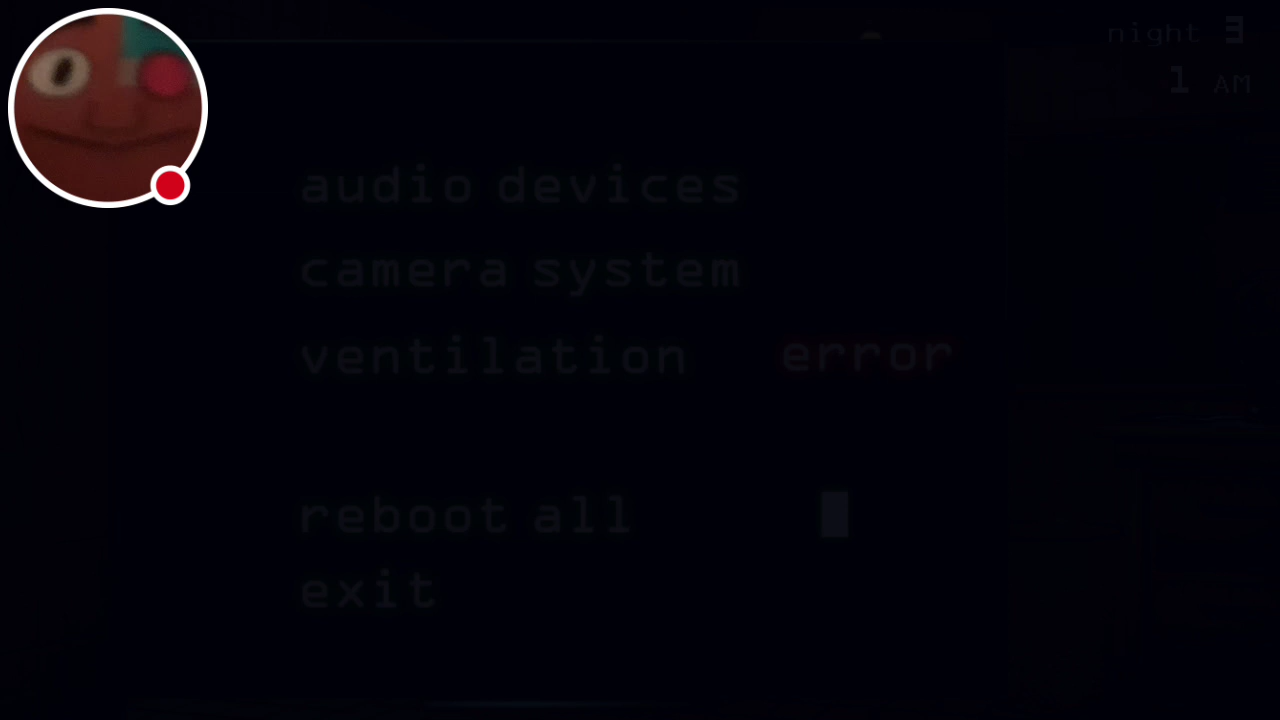 night 3
1 AM
audio devices
camera system
ventilation error
reboot all
exit